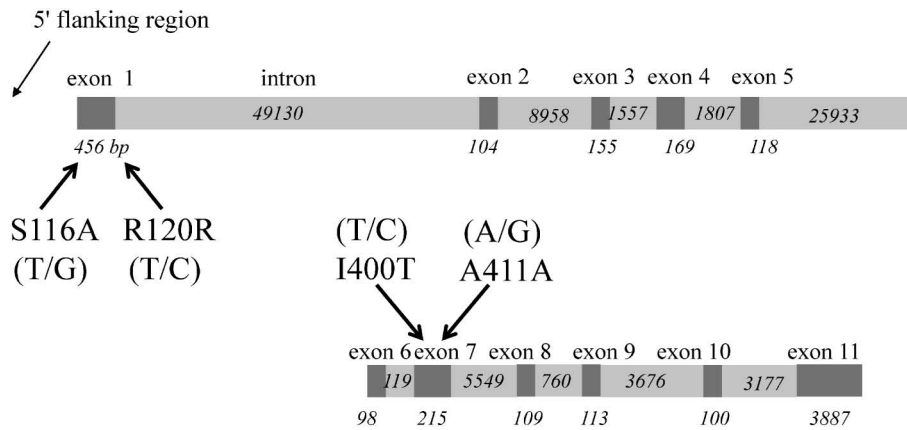 5' flanking region
exon 1 intron exon 2 exon 3 exon 4 exon 5
49130 8958 1557 1807 25933
456 bp 104 155 169 118
S116A R120R
(T/G) (T/C)
(T/C) (A/G)
I400T A411A
exon 6 exon 7 exon 8 exon 9 exon 10 exon 11
119 5549 760 3676 3177
98 215 109 113 100 3887